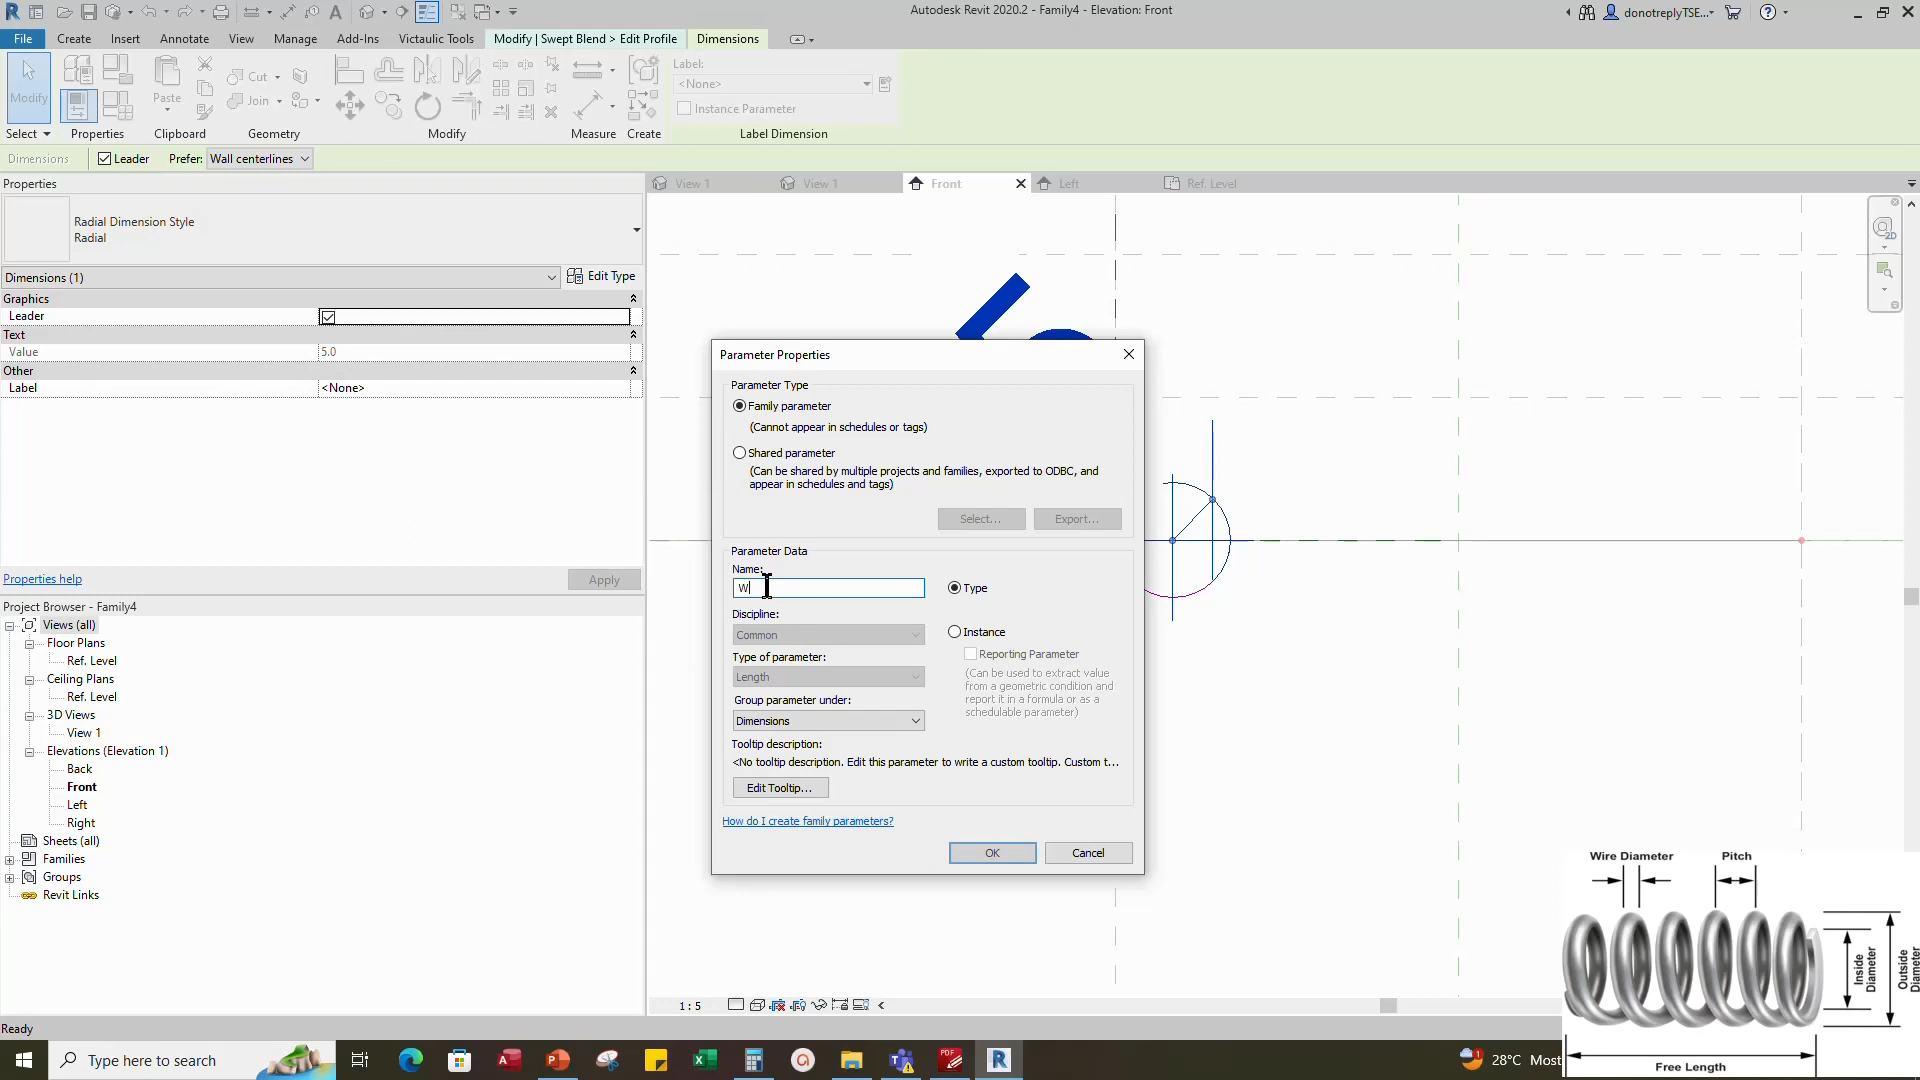 Autodesk Revit 2020.2 - Family4 - Elevation: Front
donotreplyTSE...
File Create Insert Annotate View Manage Add-Ins Victaulic Tools Modify | Swept Blend > Edit Profile Dimensions
Modify
Paste
Cut
Join
Label:
<None>
Instance Parameter
Select Properties Clipboard Geometry Modify Measure Create Label Dimension
Dimensions Leader Prefer: Wall centerlines
Properties
View 1 View 1 Front Left Ref. Level
Radial Dimension Style
Radial
Dimensions (1) Edit Type
Graphics
Leader
Text
Value 5.0
Other
Label <None>
Properties help Apply
Project Browser - Family4
Views (all)
Floor Plans
Ref. Level
Ceiling Plans
Ref. Level
3D Views
View 1
Elevations (Elevation 1)
Back
Front
Left
Right
Sheets (all)
Families
Groups
Revit Links
2D
Parameter Properties
Parameter Type
Family parameter
(Cannot appear in schedules or tags)
Shared parameter
(Can be shared by multiple projects and families, exported to ODBC, and
appear in schedules and tags)
Select... Export...
Parameter Data
Name:
W
Type
Discipline:
Common
Instance
Reporting Parameter
Type of parameter:
Length
(Can be used to extract value
from a geometric condition and
report it in a formula or as a
schedulable parameter)
Group parameter under:
Dimensions
Tooltip description:
<No tooltip description. Edit this parameter to write a custom tooltip. Custom t...
Edit Tooltip...
How do I create family parameters?
OK Cancel
Wire Diameter Pitch
Inside
Diameter
Outside
Diameter
Free Length
1 : 5
Ready
Type here to search
28°C Most